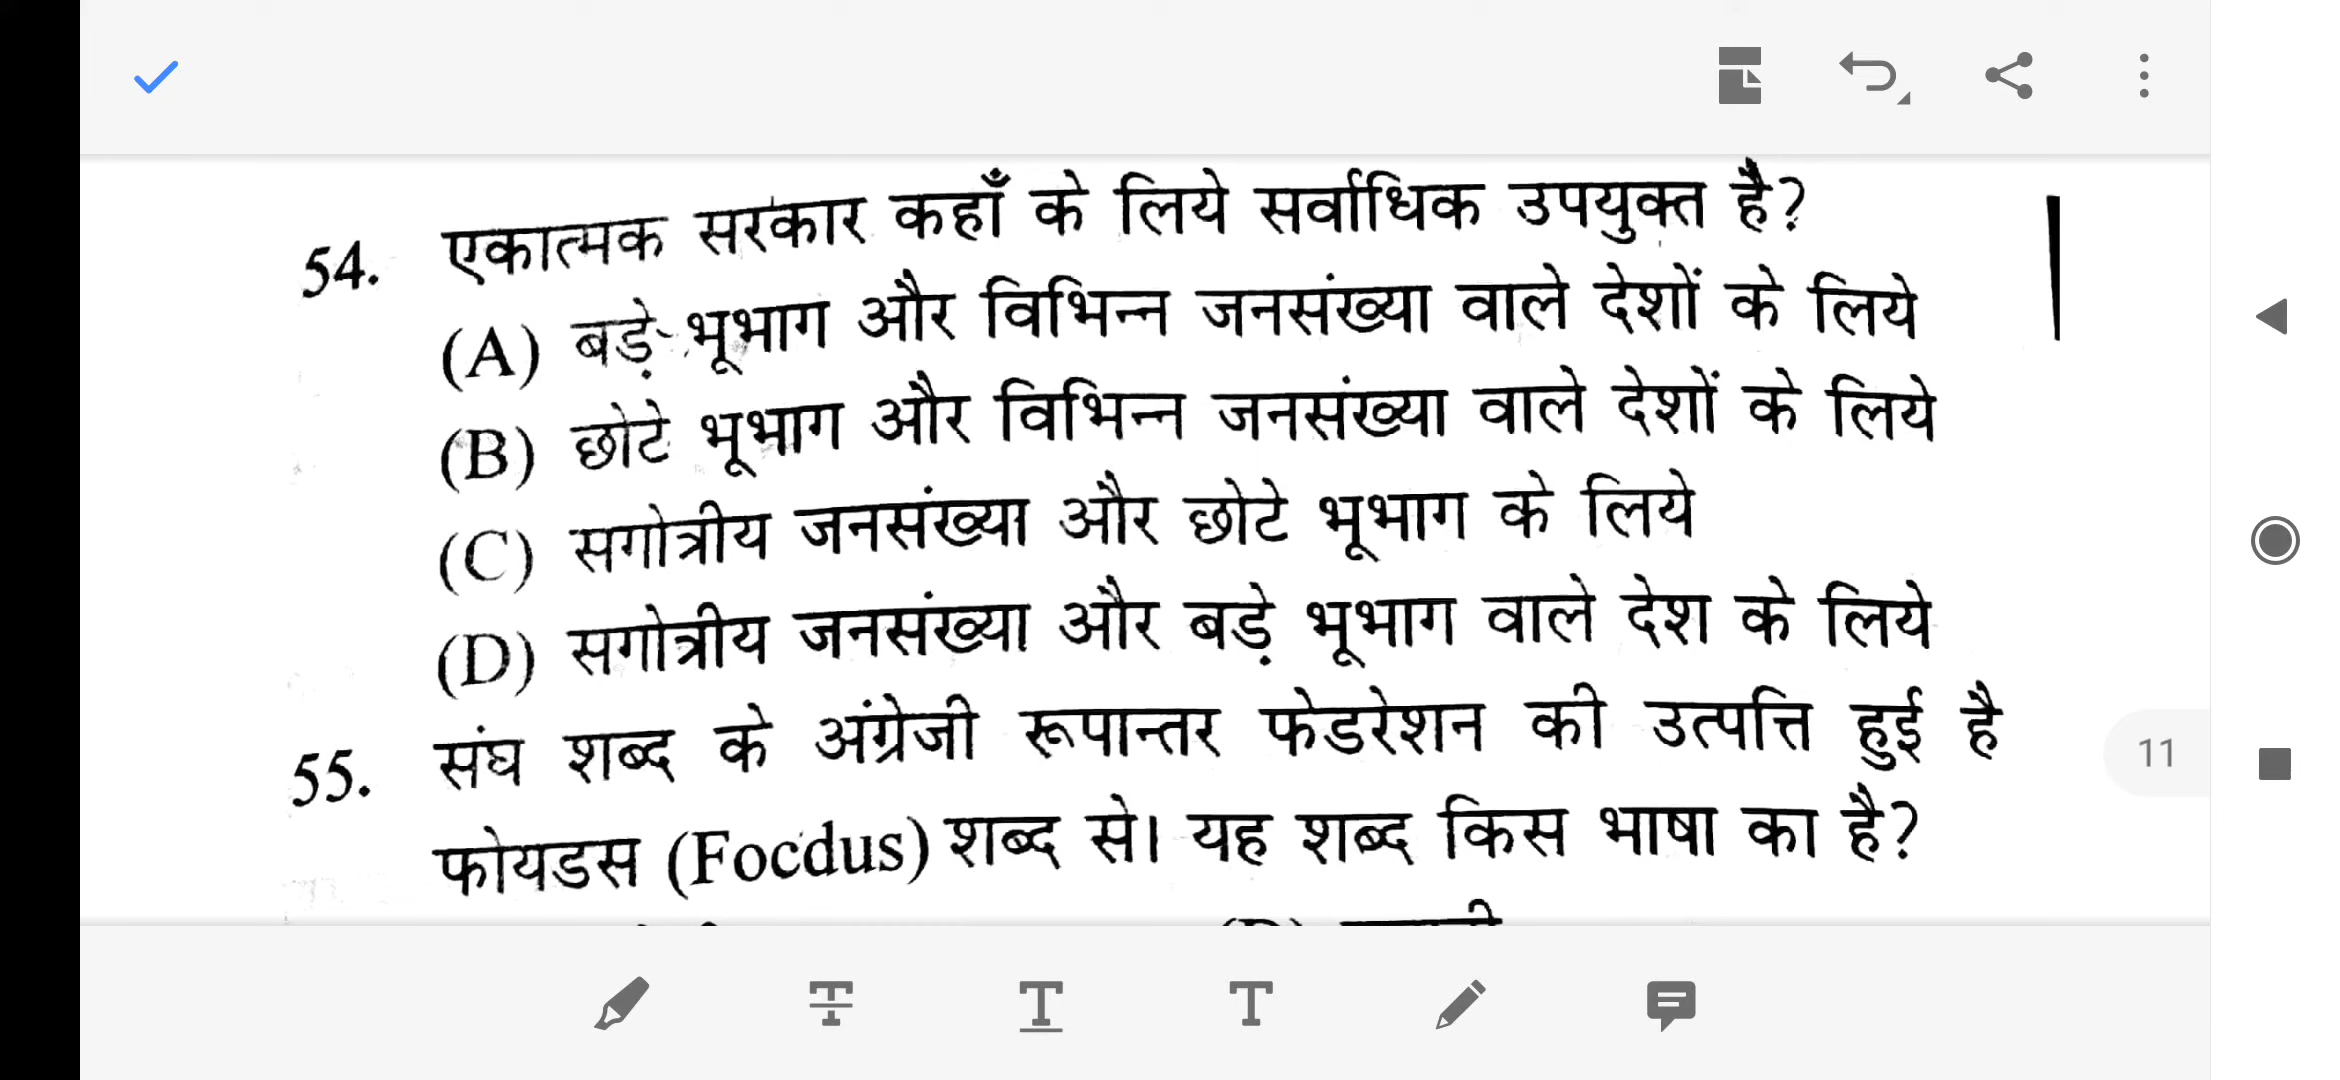 54. एकात्मक सरकार कहाँ के लिये सर्वाधिक उपयुक्त है?
(A) बड़े भूभाग और विभिन्न जनसंख्या वाले देशों के लिये
(B) छोटे भूभाग और विभिन्न जनसंख्या वाले देशों के लिये
(C) सगोत्रीय जनसंख्या और छोटे भूभाग के लिये
(D) सगोत्रीय जनसंख्या और बड़े भूभाग वाले देश के लिये
55. संघ शब्द के अंग्रेजी रूपान्तर फेडरेशन की उत्पत्ति हुई है
11
फोयडस (Focdus) शब्द से। यह शब्द किस भाषा का है?